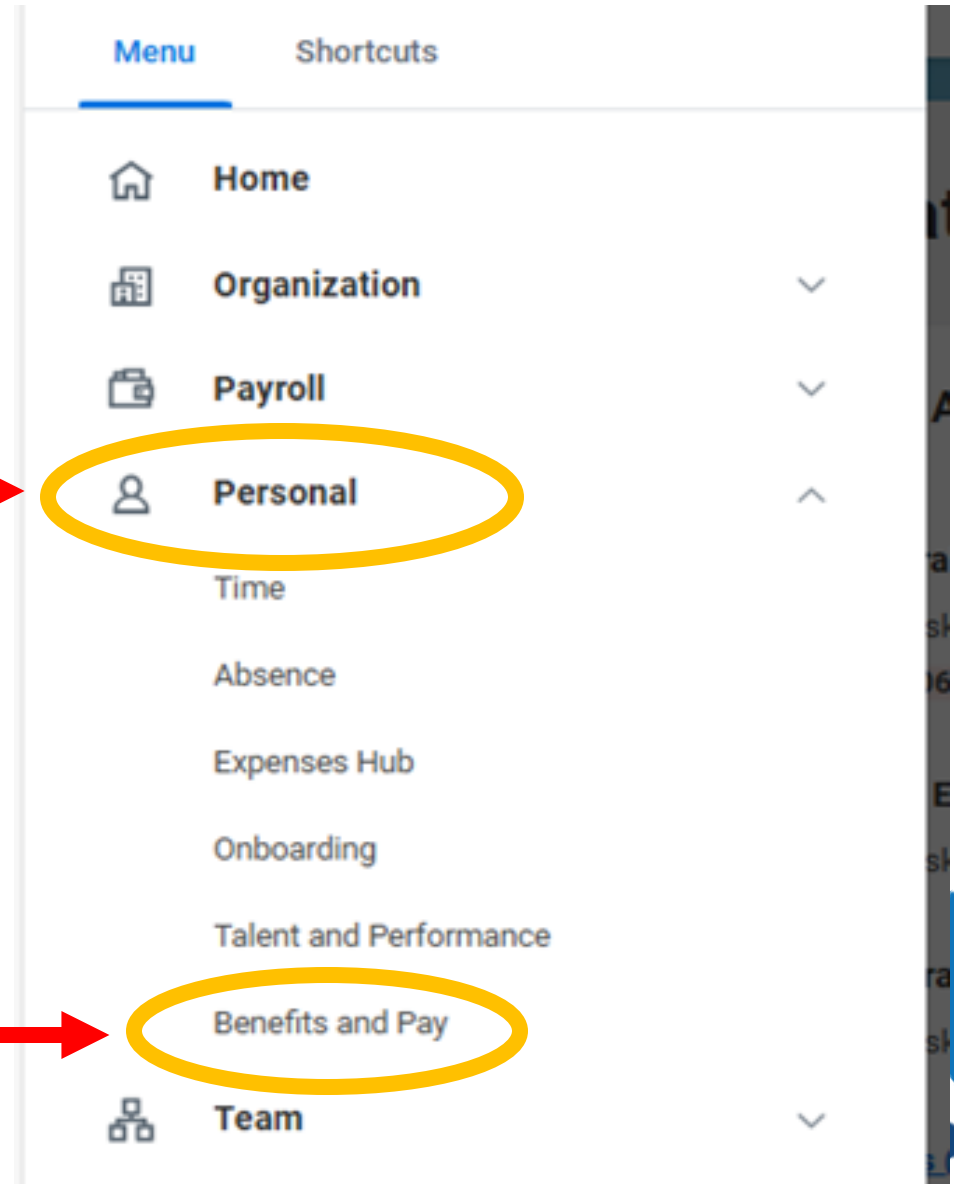 Menu Shortcuts
Home
Organization
Payroll
Personal
Time
Absence
Expenses Hub
Onboarding
Talent and Performance
Benefits and Pay
Team